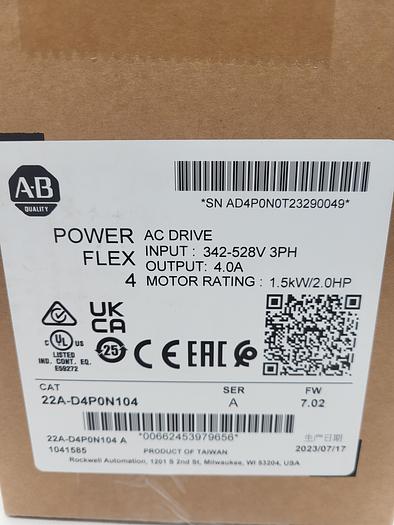 A-B
QUALITY
*SN AD4P0N0T23290049*
POWER FLEX 4
AC DRIVE
INPUT : 342-528V 3PH
OUTPUT: 4.0A
MOTOR RATING : 1.5kW/2.0HP
UK
CA
C UL US
LISTED
IND. CONT. EQ.
E59272
25
CE
EAC
CAT
22A-D4P0N104
SER
A
FW
7.02
22A-D4P0N104 A
*00662453979656*
生产日期
1041585
PRODUCT OF TAIWAN
2023/07/17
Rockwell Automation, 1201 S 2nd St, Milwaukee, WI 53204, USA